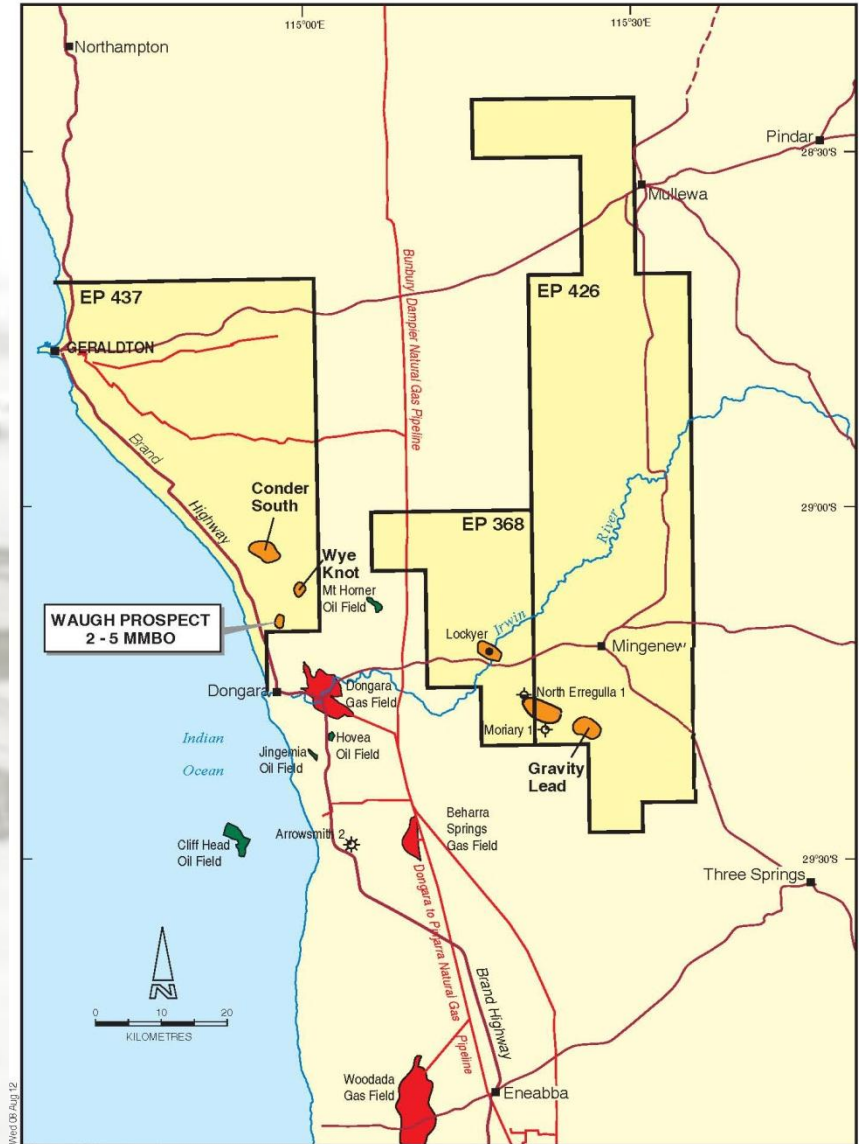 115°00'E
115°30'E
Northampton
Pindar
28°30'S
Mullewa
Bunbury Dampier Natural Gas Pipeline
EP 437
EP 426
GERALDTON
Brand
Highway
29°00'S
Conder
South
EP 368
River
Wye
Knot
Mt Horner
Oil Field
Irwin
WAUGH PROSPECT
2 - 5 MMBO
Lockyer
Mingenew
Dongara
Dongara
Gas Field
North Erregulla 1
Moriary 1
Indian
Ocean
Hovea
Oil Field
Jingemia
Oil Field
Gravity
Lead
Cliff Head
Oil Field
Arrowsmith 2
Beharra
Springs
Gas Field
29°30'S
Three Springs
Dongara to Pinjarra Natural Gas
Pipeline
Brand Highway
N
0 10 20
KILOMETRES
Woodada
Gas Field
Eneabba
Wed 08 Aug 12